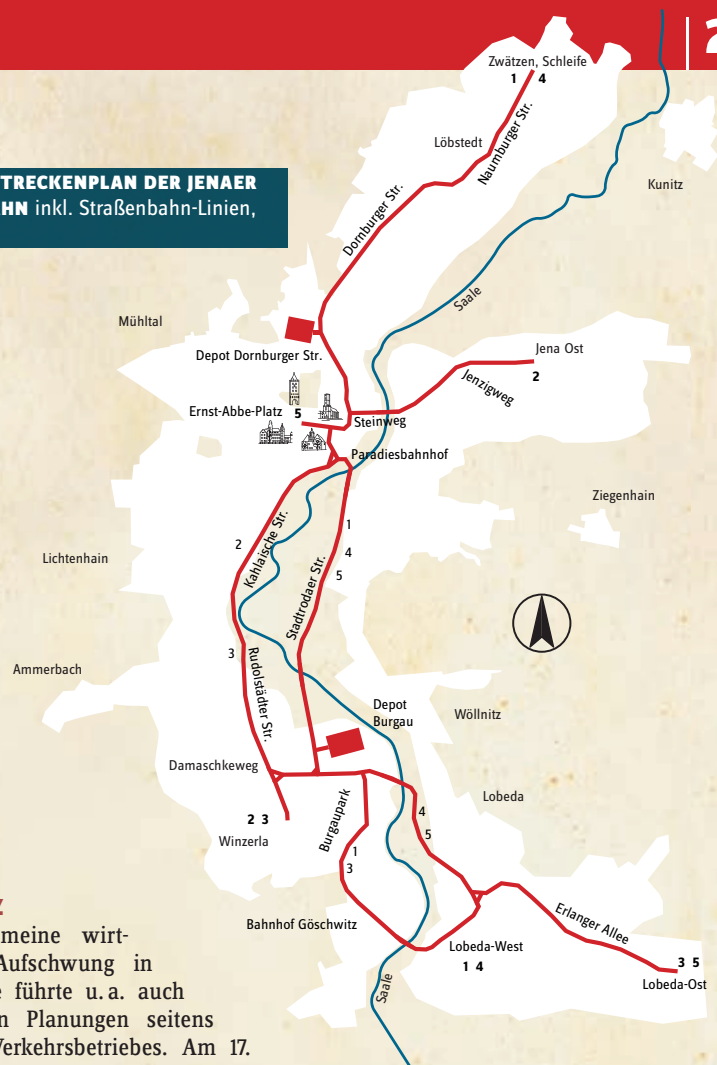 2
Zwätzen, Schleife
1 4
Löbstedt
Naumburger Str.
Kunitz
TRECKENPLAN DER JENAER
HN inkl. Straßenbahn-Linien,
Dornburger Str.
Saale
Mühltal
Depot Dornburger Str.
Jena Ost
2
Jenzigweg
Ernst-Abbe-Platz 5
Steinweg
Paradiesbahnhof
Ziegenhain
1
4
5
2
Kahlaische Str.
Stadtrodaer Str.
Lichtenhain
3
Rudolstädter Str.
Ammerbach
Depot
Burgau
Wöllnitz
Damaschkeweg
Lobeda
2 3
Winzerla
Burgaupark
4
5
1
3
Bahnhof Göschwitz
Erlanger Allee
Lobeda-West
1 4
3 5
Lobeda-Ost
Saale
meine wirt-
Aufschwung in
führte u. a. auch
n Planungen seitens
Verkehrsbetriebes. Am 17.